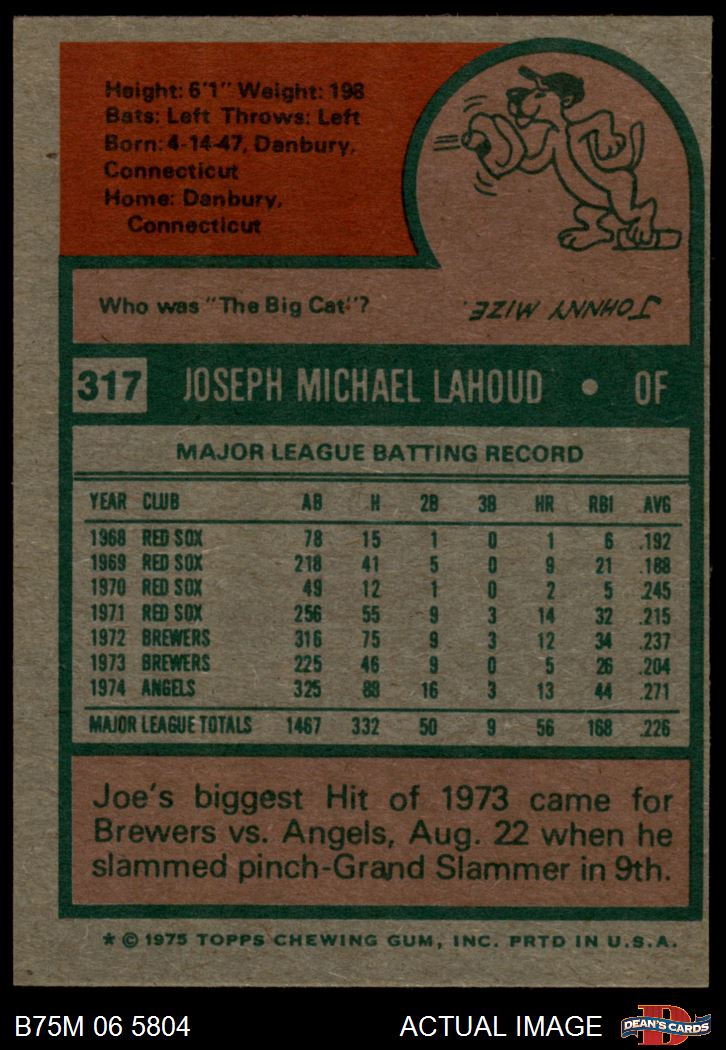 Height: 6'1" Weight: 198
Bats: Left Throws: Left
Born: 4-14-47, Danbury,
Connecticut
Home: Danbury,
Connecticut
Who was "The Big Cat"?
JOHNNY MIZE.
317 JOSEPH MICHAEL LAHOUD • OF
MAJOR LEAGUE BATTING RECORD
YEAR CLUB AB H 2B 3B HR RBI AVG
1968 RED SOX 78 15 1 0 1 6 .192
1969 RED SOX 218 41 5 0 9 21 .188
1970 RED SOX 49 12 1 0 2 5 .245
1971 RED SOX 256 55 9 3 14 32 .215
1972 BREWERS 316 75 9 3 12 34 .237
1973 BREWERS 225 46 9 0 5 26 .204
1974 ANGELS 325 88 16 3 13 44 .271
MAJOR LEAGUE TOTALS 1467 332 50 9 56 168 .226
Joe's biggest Hit of 1973 came for
Brewers vs. Angels, Aug. 22 when he
slammed pinch-Grand Slammer in 9th.
* © 1975 TOPPS CHEWING GUM, INC. PRTD IN U.S.A.
B75M 06 5804 ACTUAL IMAGE
D
DEAN'S CARDS